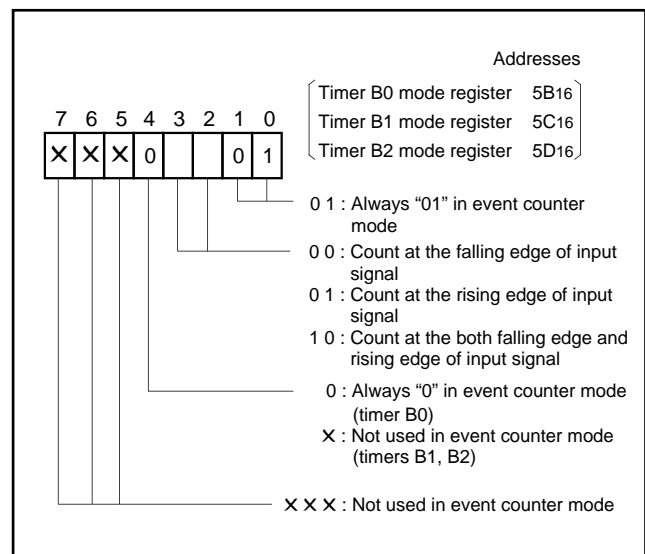 Addresses
Timer B0 mode register 5B16
Timer B1 mode register 5C16
Timer B2 mode register 5D16
7 6 5 4 3 2 1 0
✕ ✕ ✕ 0 0 1
0 1 : Always “01” in event counter
mode
0 0 : Count at the falling edge of input
signal
0 1 : Count at the rising edge of input
signal
1 0 : Count at the both falling edge and
rising edge of input signal
0 : Always “0” in event counter mode
(timer B0)
✕ : Not used in event counter mode
(timers B1, B2)
✕ ✕ ✕ : Not used in event counter mode